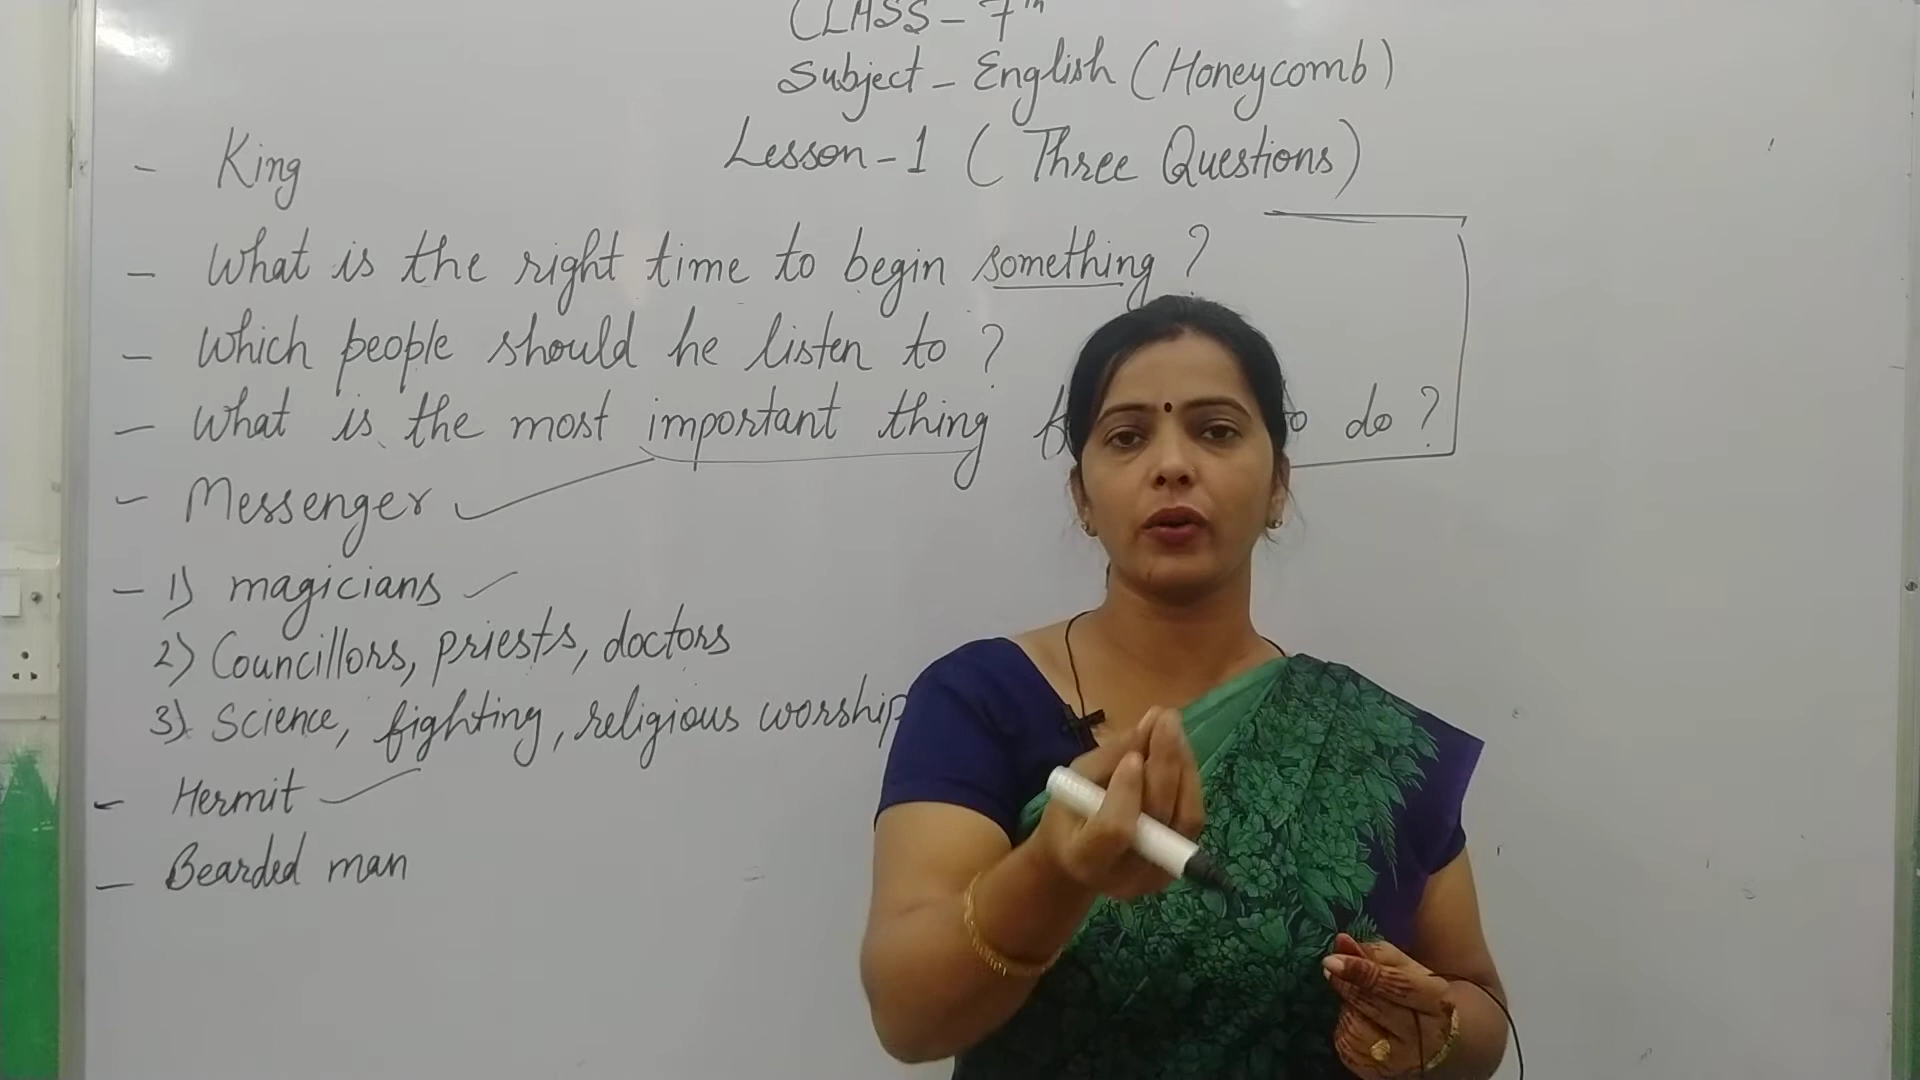 CLASS - 7th
Subject - English (Honeycomb)
Lesson - 1 (Three Questions)
- King
- What is the right time to begin something?
- Which people should he listen to?
- What is the most important thing do?
- Messenger
- 1) magicians
2) Councillors, priests, doctors
3) Science, fighting, religious worship
- Hermit
- Bearded man